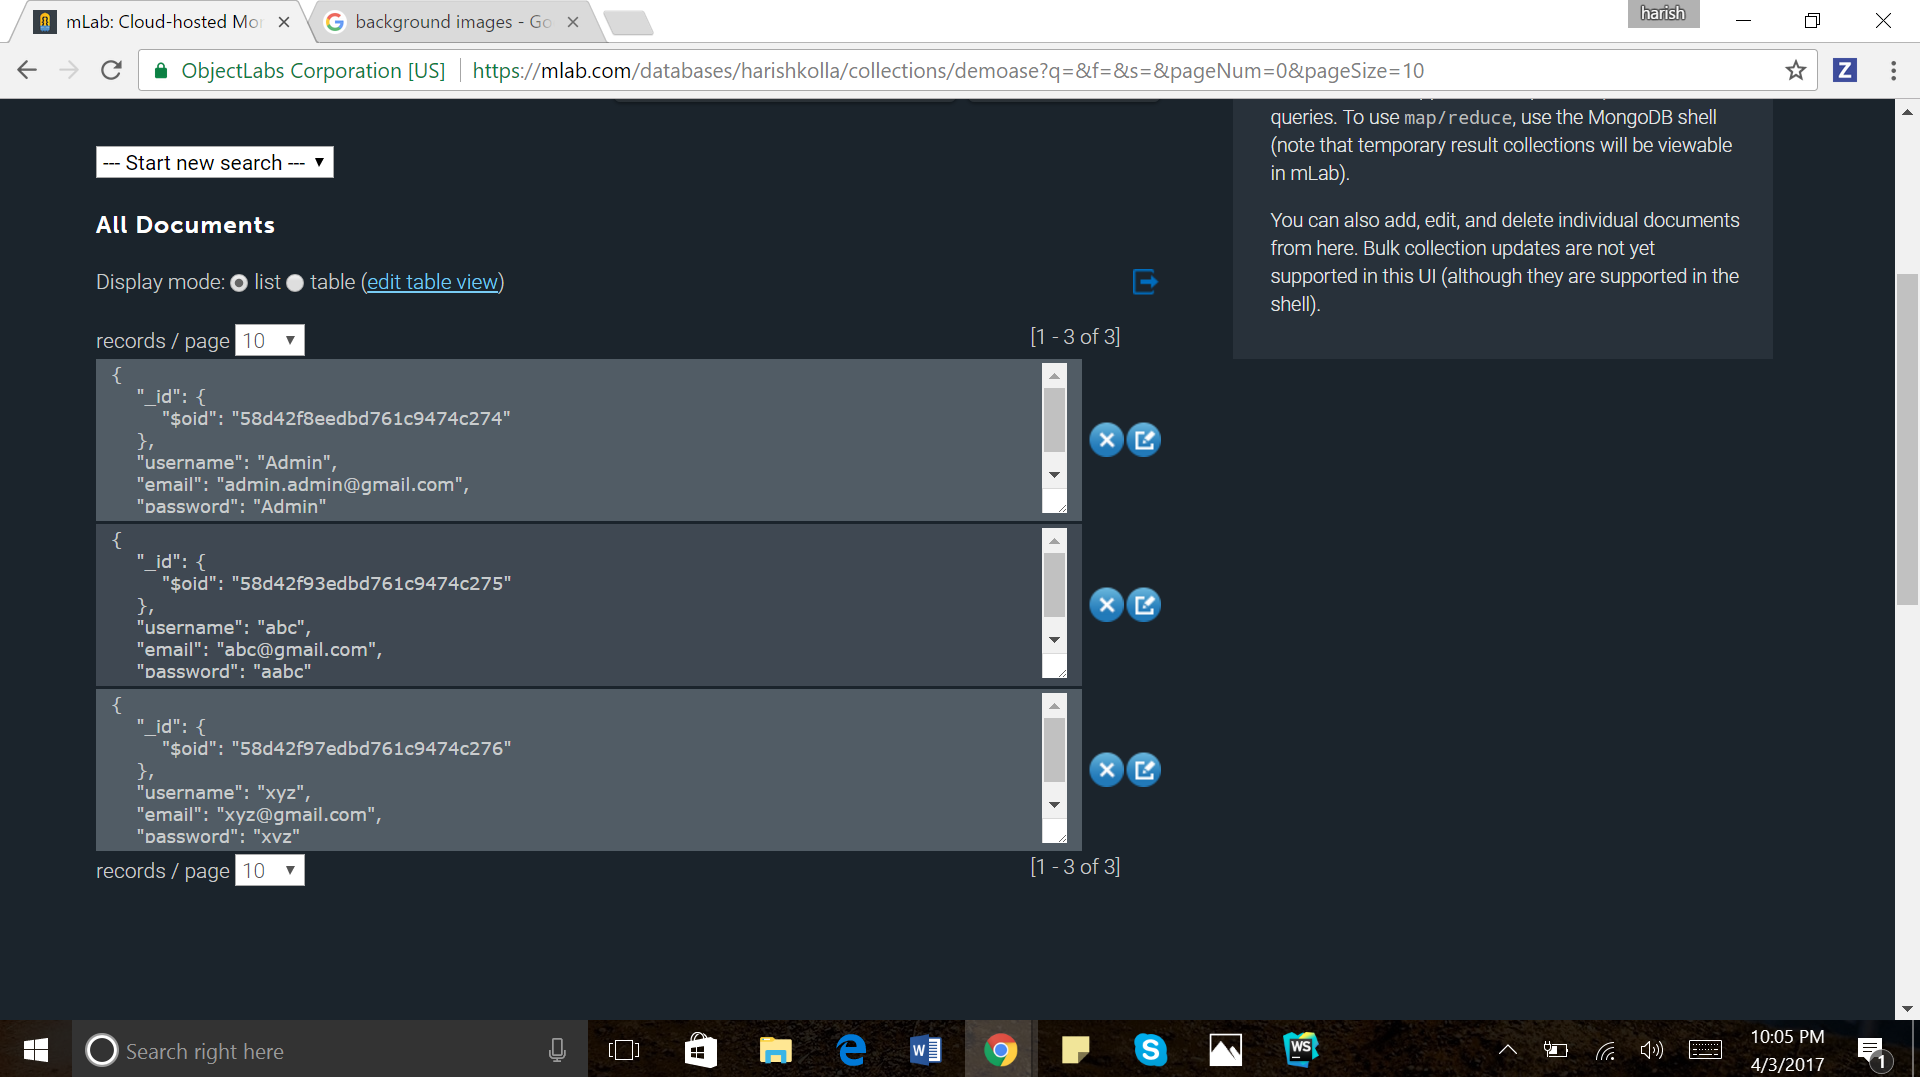 mLab: Cloud-hosted Mo
background images - Go
harish
ObjectLabs Corporation [US]
https://mlab.com/databases/harishkolla/collections/demoase?q=&f=&s=&pageNum=0&pageSize=10
Z
queries. To use map/reduce, use the MongoDB shell
(note that temporary result collections will be viewable
in mLab).
You can also add, edit, and delete individual documents
from here. Bulk collection updates are not yet
supported in this UI (although they are supported in the
shell).
--- Start new search ---
All Documents
Display mode: list table (edit table view)
records / page 10
[1 - 3 of 3]
{
"_id": {
"$oid": "58d42f8eedbd761c9474c274"
},
"username": "Admin",
"email": "admin.admin@gmail.com",
"password": "Admin"
{
"_id": {
"$oid": "58d42f93edbd761c9474c275"
},
"username": "abc",
"email": "abc@gmail.com",
"password": "aabc"
{
"_id": {
"$oid": "58d42f97edbd761c9474c276"
},
"username": "xyz",
"email": "xyz@gmail.com",
"password": "xyz"
records / page 10
[1 - 3 of 3]
Search right here
WS
10:05 PM
4/3/2017
1